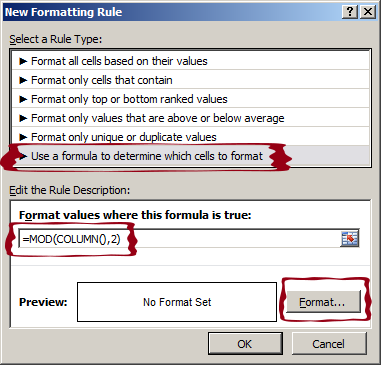 New Formatting Rule
Select a Rule Type:
► Format all cells based on their values
► Format only cells that contain
► Format only top or bottom ranked values
► Format only values that are above or below average
► Format only unique or duplicate values
► Use a formula to determine which cells to format
Edit the Rule Description:
Format values where this formula is true:
=MOD(COLUMN(),2)
Preview:
No Format Set
Format...
OK
Cancel